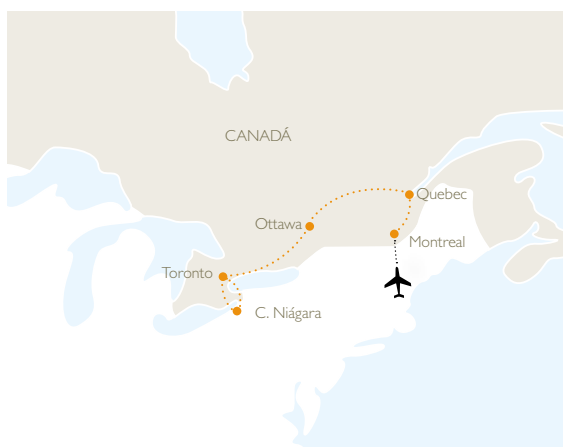 CANADÁ
Quebec
Ottawa
Montreal
Toronto
C. Niágara